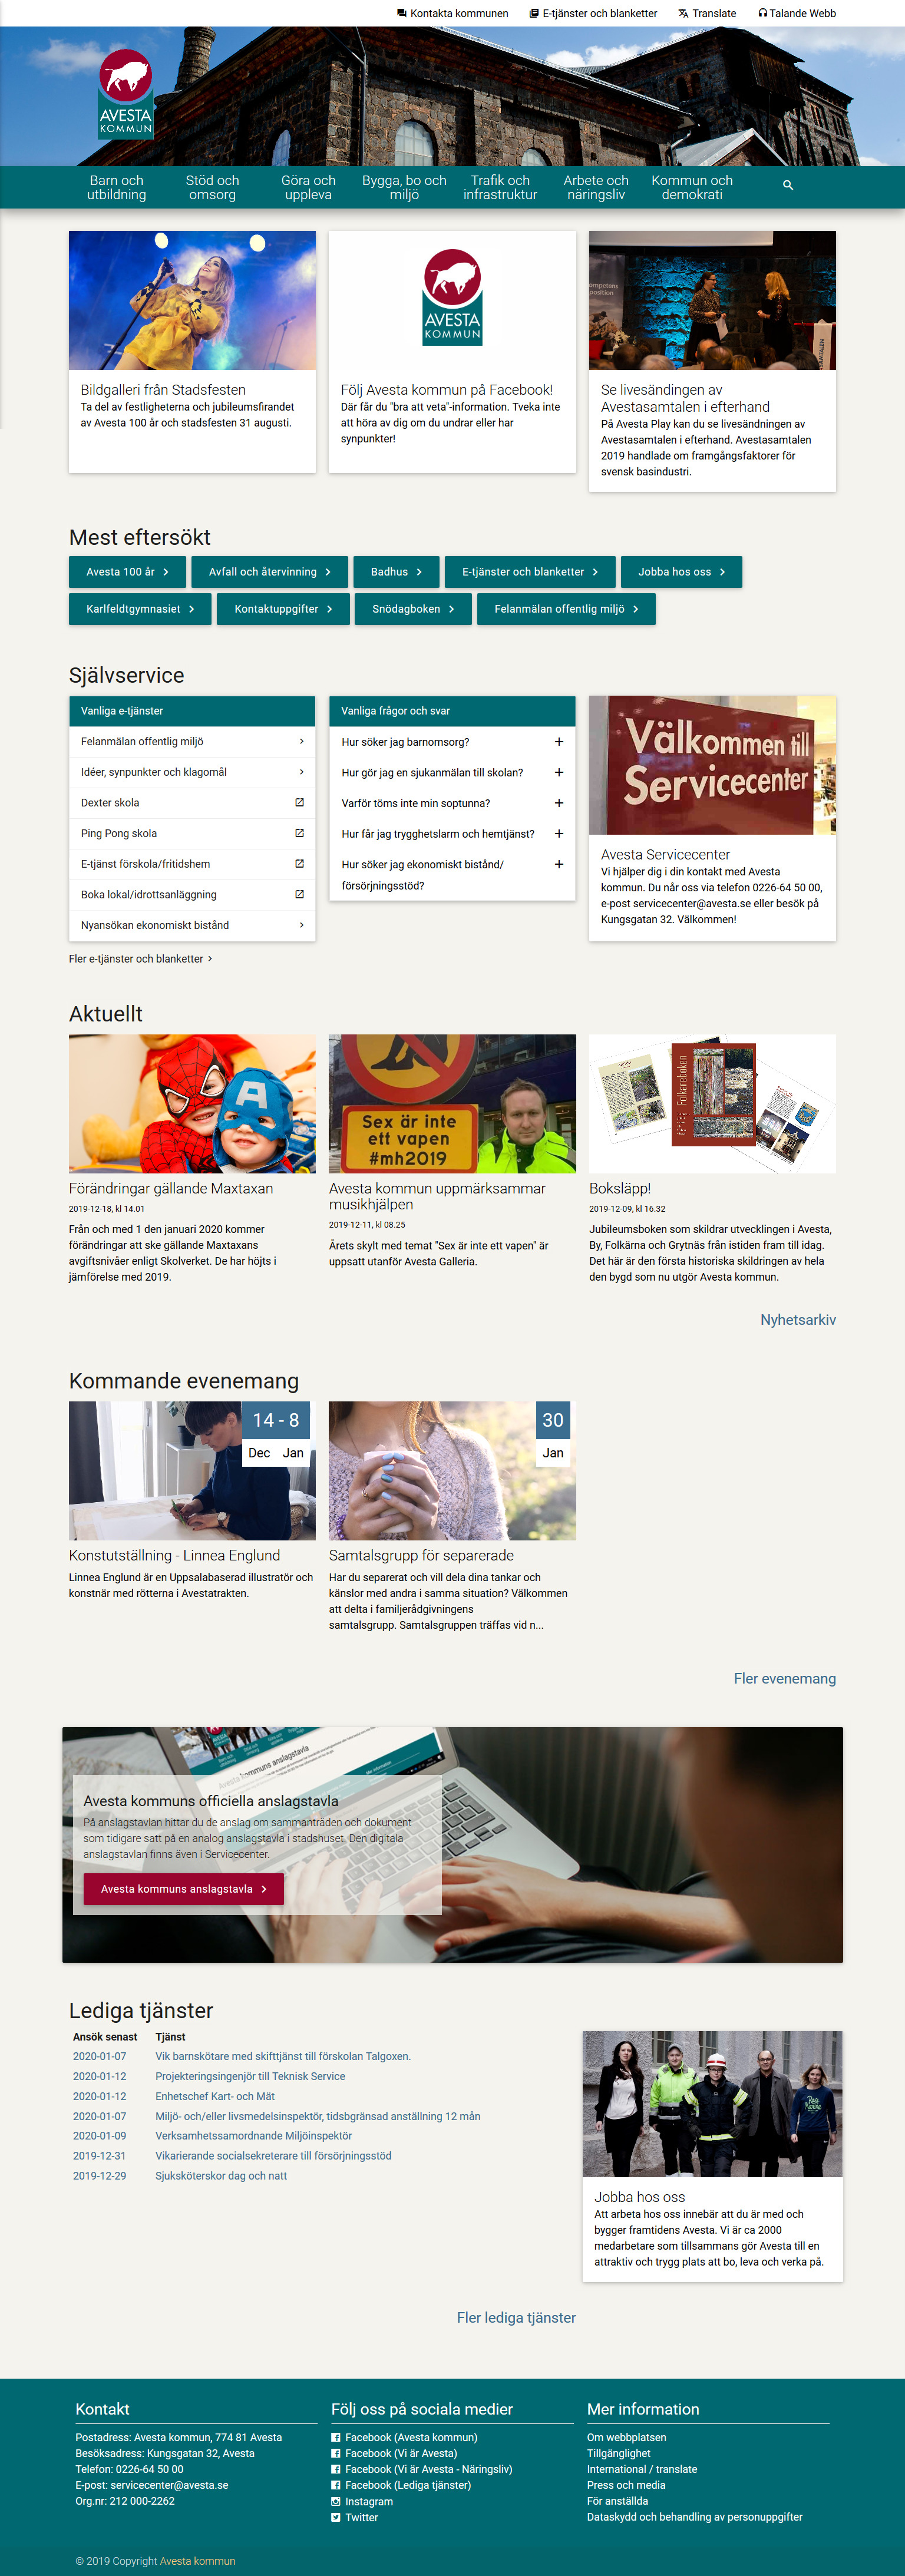 Kontakta kommunen
E-tjänster och blanketter
Translate
Talande Webb
AVESTA
KOMMUN
Barn och
utbildning
Stöd och
omsorg
Göra och
uppleva
Bygga, bo och
miljö
Trafik och
infrastruktur
Arbete och
näringsliv
Kommun och
demokrati
AVESTA
KOMMUN
Bildgalleri från Stadsfesten
Ta del av festligheterna och jubileumsfirandet
av Avesta 100 år och stadsfesten 31 augusti.
Följ Avesta kommun på Facebook!
Där får du "bra att veta"-information. Tveka inte
att höra av dig om du undrar eller har
synpunkter!
Se livesändingen av
Avestasamtalen i efterhand
På Avesta Play kan du se livesändningen av
Avestasamtalen i efterhand. Avestasamtalen
2019 handlade om framgångsfaktorer för
svensk basindustri.
Mest eftersökt
Avesta 100 år
Avfall och återvinning
Badhus
E-tjänster och blanketter
Jobba hos oss
Karlfeldtgymnasiet
Kontaktuppgifter
Snödagboken
Felanmälan offentlig miljö
Självservice
Vanliga e-tjänster
Felanmälan offentlig miljö
Idéer, synpunkter och klagomål
Dexter skola
Ping Pong skola
E-tjänst förskola/fritidshem
Boka lokal/idrottsanläggning
Nyansökan ekonomiskt bistånd
Fler e-tjänster och blanketter
Vanliga frågor och svar
Hur söker jag barnomsorg?
Hur gör jag en sjukanmälan till skolan?
Varför töms inte min soptunna?
Hur får jag trygghetslarm och hemtjänst?
Hur söker jag ekonomiskt bistånd/
försörjningsstöd?
Välkommen till
Servicecenter
Avesta Servicecenter
Vi hjälper dig i din kontakt med Avesta
kommun. Du når oss via telefon 0226-64 50 00,
e-post servicecenter@avesta.se eller besök på
Kungsgatan 32. Välkommen!
Aktuellt
A
Förändringar gällande Maxtaxan
2019-12-18, kl 14.01
Från och med 1 den januari 2020 kommer
förändringar att ske gällande Maxtaxans
avgiftsnivåer enligt Skolverket. De har höjts i
jämförelse med 2019.
Sex är inte
ett vapen
#mh2019
Avesta kommun uppmärksammar
musikhjälpen
2019-12-11, kl 08.25
Årets skylt med temat "Sex är inte ett vapen" är
uppsatt utanför Avesta Galleria.
Boksläpp!
2019-12-09, kl 16.32
Jubileumsboken som skildrar utvecklingen i Avesta,
By, Folkärna och Grytnäs från istiden fram till idag.
Det här är den första historiska skildringen av hela
den bygd som nu utgör Avesta kommun.
Nyhetsarkiv
Kommande evenemang
14 - 8
Dec Jan
Konstutställning - Linnea Englund
Linnea Englund är en Uppsalabaserad illustratör och
konstnär med rötterna i Avestatrakten.
30
Jan
Samtalsgrupp för separerade
Har du separerat och vill dela dina tankar och
känslor med andra i samma situation? Välkommen
att delta i familjerådgivningens
samtalsgrupp. Samtalsgruppen träffas vid n...
Fler evenemang
Avesta kommuns officiella anslagstavla
På anslagstavlan hittar du de anslag om sammanträden och dokument
som tidigare satt på en analog anslagstavla i stadshuset. Den digitala
anslagstavlan finns även i Servicecenter.
Avesta kommuns anslagstavla
Lediga tjänster
Ansök senast Tjänst
2020-01-07 Vik barnskötare med skifttjänst till förskolan Talgoxen.
2020-01-12 Projekteringsingenjör till Teknisk Service
2020-01-12 Enhetschef Kart- och Mät
2020-01-07 Miljö- och/eller livsmedelsinspektör, tidsbgränsad anställning 12 mån
2020-01-09 Verksamhetssamordnande Miljöinspektör
2019-12-31 Vikarierande socialsekreterare till försörjningsstöd
2019-12-29 Sjuksköterskor dag och natt
Jobba hos oss
Att arbeta hos oss innebär att du är med och
bygger framtidens Avesta. Vi är ca 2000
medarbetare som tillsammans gör Avesta till en
attraktiv och trygg plats att bo, leva och verka på.
Fler lediga tjänster
Kontakt
Postadress: Avesta kommun, 774 81 Avesta
Besöksadress: Kungsgatan 32, Avesta
Telefon: 0226-64 50 00
E-post: servicecenter@avesta.se
Org.nr: 212 000-2262
Följ oss på sociala medier
Facebook (Avesta kommun)
Facebook (Vi är Avesta)
Facebook (Vi är Avesta - Näringsliv)
Facebook (Lediga tjänster)
Instagram
Twitter
Mer information
Om webbplatsen
Tillgänglighet
International / translate
Press och media
För anställda
Dataskydd och behandling av personuppgifter
© 2019 Copyright Avesta kommun